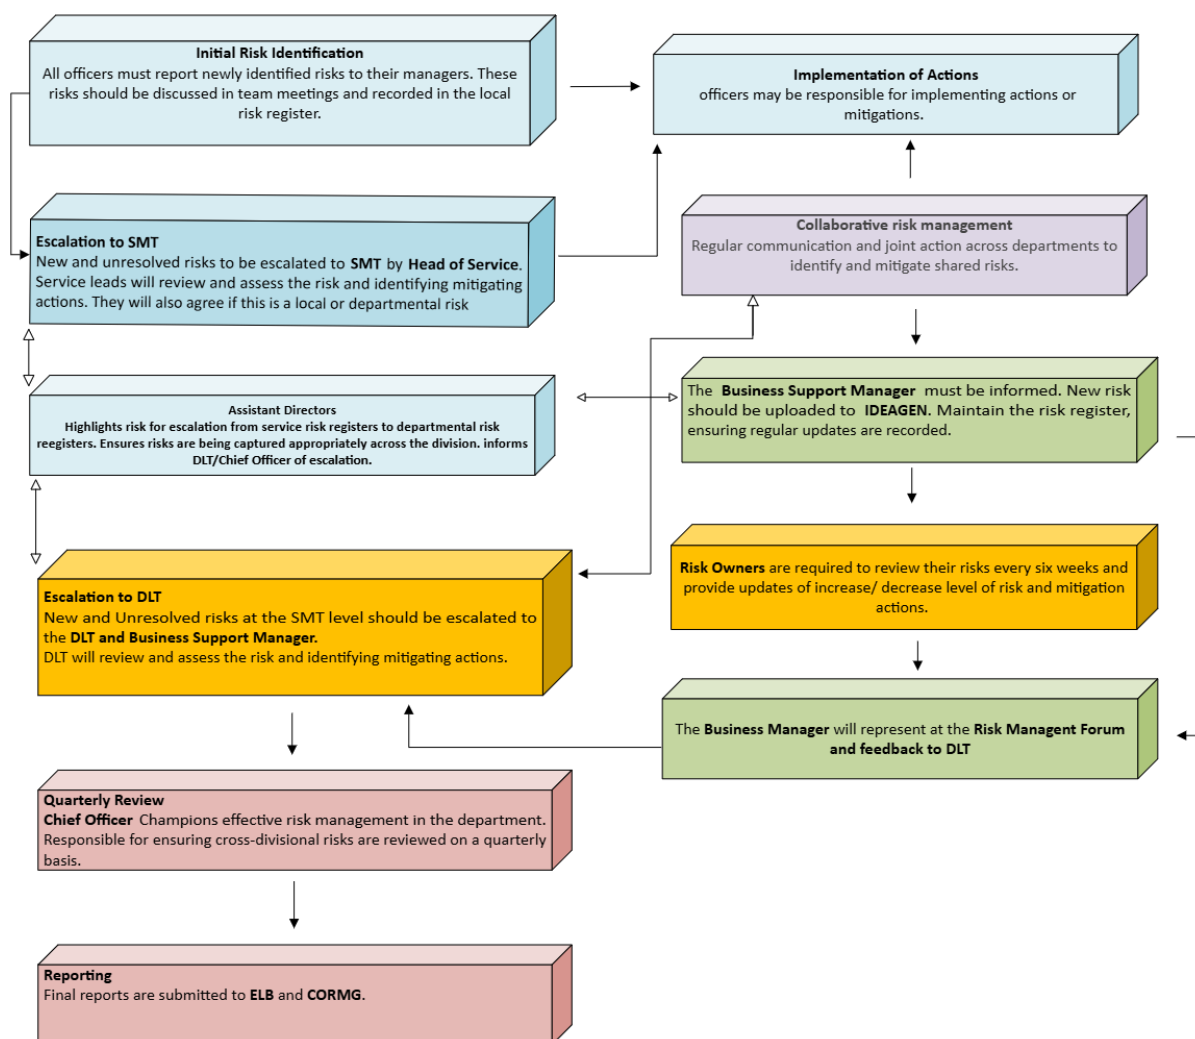 Initial Risk Identification
All officers must report newly identified risks to their managers. These
risks should be discussed in team meetings and recorded in the local
risk register.
Implementation of Actions
officers may be responsible for implementing actions or
mitigations.
Escalation to SMT
New and unresolved risks to be escalated to SMT by Head of Service.
Service leads will review and assess the risk and identifying mitigating
actions. They will also agree if this is a local or departmental risk
Collaborative risk management
Regular communication and joint action across departments to
identify and mitigate shared risks.
Assistant Directors
Highlights risk for escalation from service risk registers to departmental risk
reegisters. Ensures risks are being captured appropriately across the division. informs
DLT/Chief Officer of escalation.
The Business Support Manager must be informed. New risk
should be uploaded to IDEAGEN. Maintain the risk register,
ensuring regular updates are recorded.
Escalation to DLT
New and Unresolved risks at the SMT level should be escalated to
the DLT and Business Support Manager.
DLT will review and assess the risk and identifying mitigating actions.
Risk Owners are required to review their risks every six weeks and
provide updates of increase/ decrease level of risk and mitigation
actions.
The Business Manager will represent at the Risk Managent Forum
and feedback to DLT
Quarterly Review
Chief Officer Champions effective risk management in the department.
Responsible for ensuring cross-divisional risks are reviewed on a quarterly
basis.
Reporting
Final reports are submitted to ELB and CORMG.